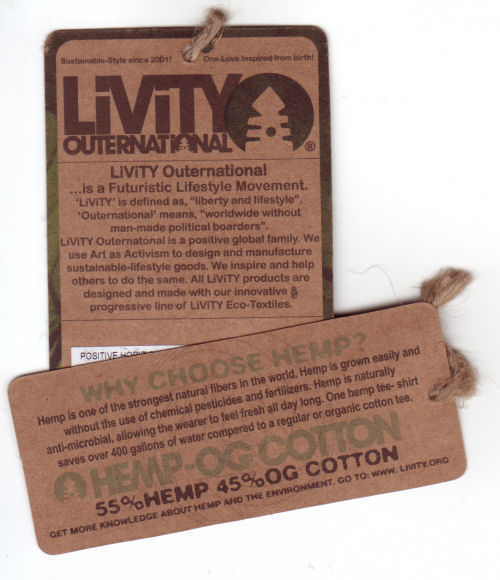 Sustainable-Style since 2001! One-Love Inspired from birth!
LiViTY
OUTERNATIONAL ®
LiViTY Outernational
...is a Futuristic Lifestyle Movement.
'LiViTY' is defined as, "liberty and lifestyle".
'Outernational' means, "worldwide without
man-made political boarders".
LiViTY Outernatonal is a positive global family. We
use Art as Activism to design and manufacture
sustainable-lifestyle goods. We inspire and help
others to do the same. All LiViTY products are
designed and made with our innovative &
progressive line of LiViTY Eco-Textiles.
POSITIVE
WHY CHOOSE HEMP?
Hemp is one of the strongest natural fibers in the world. Hemp is grown easily and
without the use of chemical pesticides and fertilizers. Hemp is naturally
anti-microbial, allowing the wearer to feel fresh all day long. One hemp tee- shirt
saves over 400 gallons of water compared to a regular or organic cotton tee.
HEMP-OG COTTON
55%HEMP 45%OG COTTON
GET MORE KNOWLEDGE ABOUT HEMP AND THE ENVIRONMENT. GO TO: WWW. LIVITY.ORG